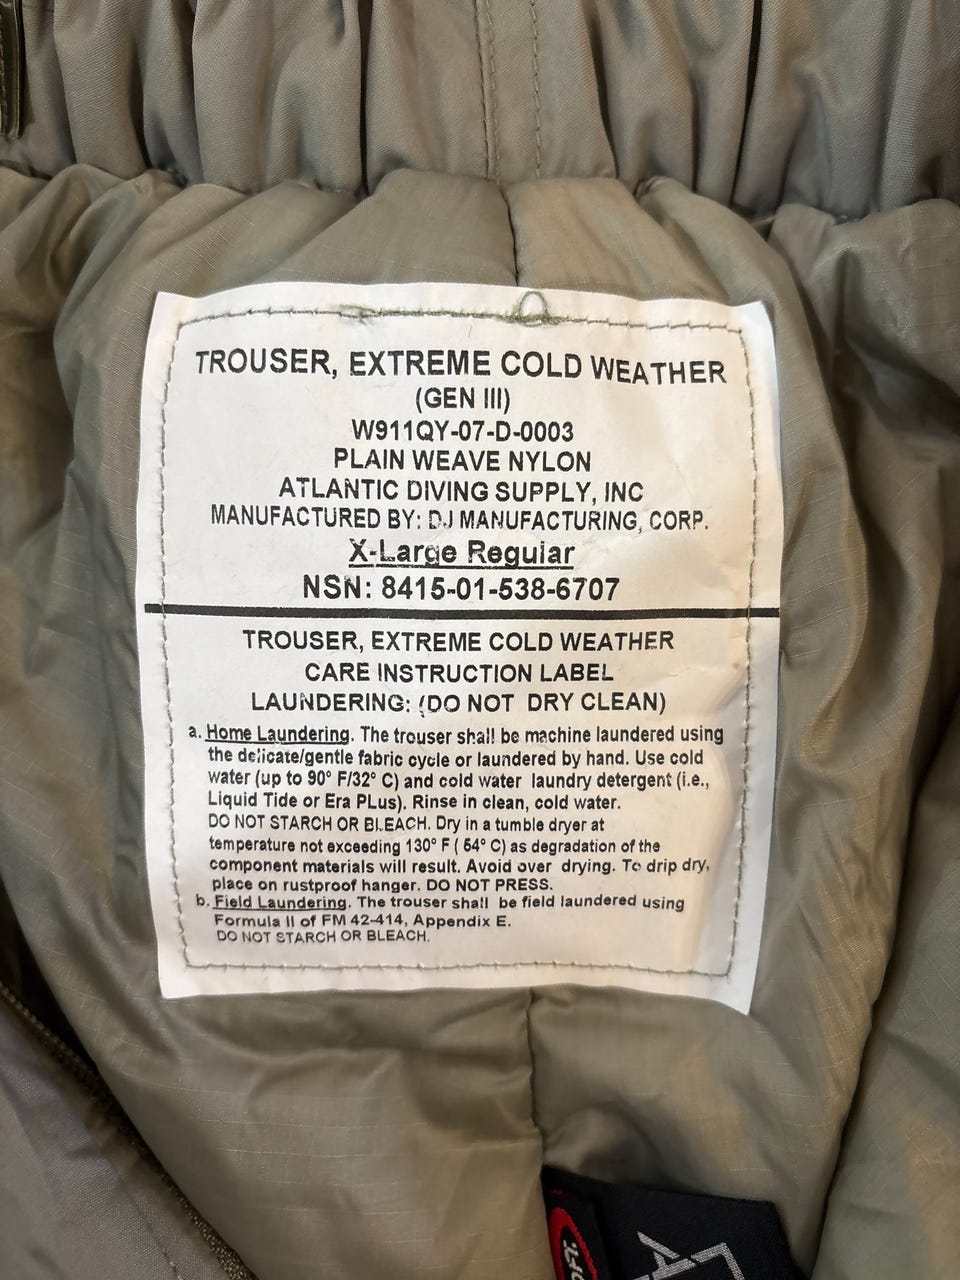 TROUSER, EXTREME COLD WEATHER
(GEN III)
W911QY-07-D-0003
PLAIN WEAVE NYLON
ATLANTIC DIVING SUPPLY, INC
MANUFACTURED BY: DJ MANUFACTURING, CORP.
X-Large Regular
NSN: 8415-01-538-6707
TROUSER, EXTREME COLD WEATHER
CARE INSTRUCTION LABEL
LAUNDERING: (DO NOT DRY CLEAN)
a. Home Laundering. The trouser shall be machine laundered using
the delicate/gentle fabric cycle or laundered by hand. Use cold
water (up to 90° F/32° C) and cold water laundry detergent (i.e.,
Liquid Tide or Era PLus). Rinse in clean, cold water.
DO NOT STARCH OR BLEACH. Dry in a tumble dryer at
temperature not exceeding 130° F ( 54° C) as degradation of the
component materials will result. Avoid over drying. To drip dry,
place on rustproof hanger. DO NOT PRESS.
b. Field Laundering. The trouser shall be field laundered using
Formula II of FM 42-414, Appendix E.
DO NOT STARCH OR BLEACH.